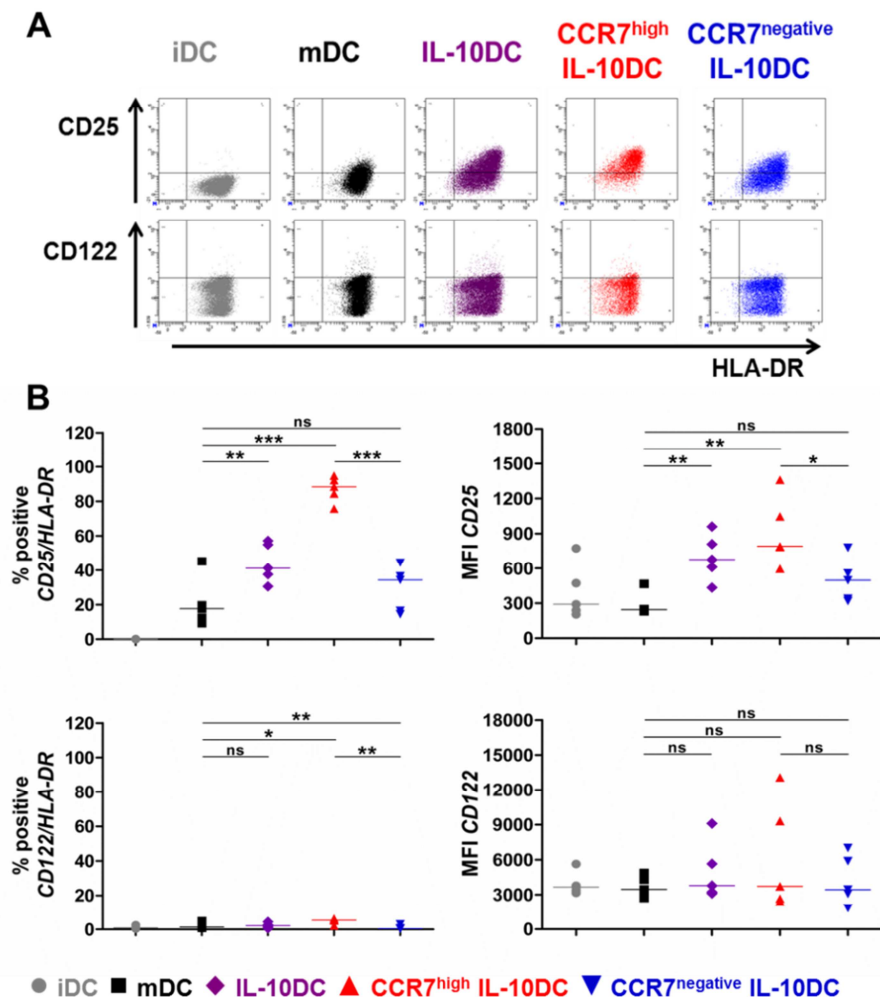 A
iDC
mDC
IL-10DC
CCR7high
IL-10DC
CCR7negative
IL-10DC
CD25
CD122
HLA-DR
B
% positive
CD25/HLA-DR
120
100
80
60
40
20
0
ns
***
**
***
MFI CD25
1800
1500
1200
900
600
300
0
ns
**
**
*
% positive
CD122/HLA-DR
120
100
80
60
40
20
0
**
*
ns
**
MFI CD122
18000
15000
12000
9000
6000
3000
0
ns
ns
ns
ns
iDC mDC IL-10DC CCR7high IL-10DC CCR7negative IL-10DC